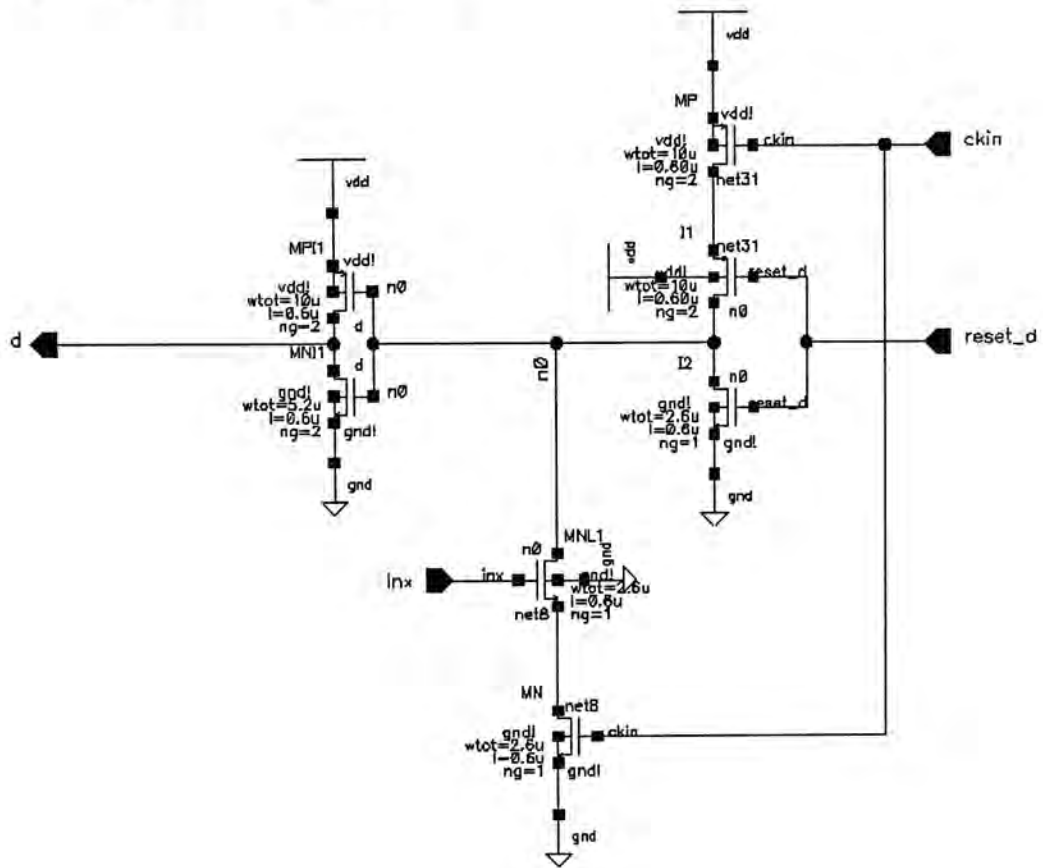 vdd
MP
vdd!
vdd!
ckin
ckin
wtot=10u
l=0.60u
ng=2
net31
vdd
MPI1
vdd!
vdd!
n0
wtot=10u
l=0.6u
ng=2
d
I1
net31
vdd
vdd!
reset_d
wtot=10u
l=0.60u
ng=2
n0
d
n0
reset_d
MNI1
d
gnd!
n0
wtot=5.2u
l=0.6u
ng=2
gnd!
gnd
I2
n0
gnd!
reset_d
wtot=2.6u
l=0.6u
ng=1
gnd!
gnd
MNL1
n0
gnd
Inx
inx
gnd!
wtot=2.6u
l=0.6u
ng=1
net8
MN
net8
gnd!
ckin
wtot=2.6u
l=0.6u
ng=1
gnd!
gnd